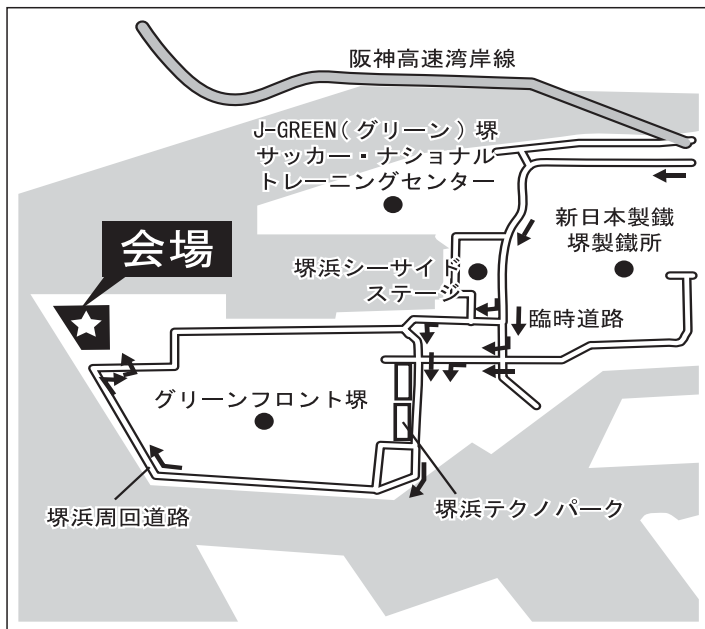 阪神高速湾岸線
J-GREEN(グリーン)堺
サッカー・ナショナル
トレーニングセンター
会場
新日本製鐵
堺製鐵所
堺浜シーサイド
ステージ
臨時道路
グリーンフロント堺
堺浜周回道路
堺浜テクノパーク